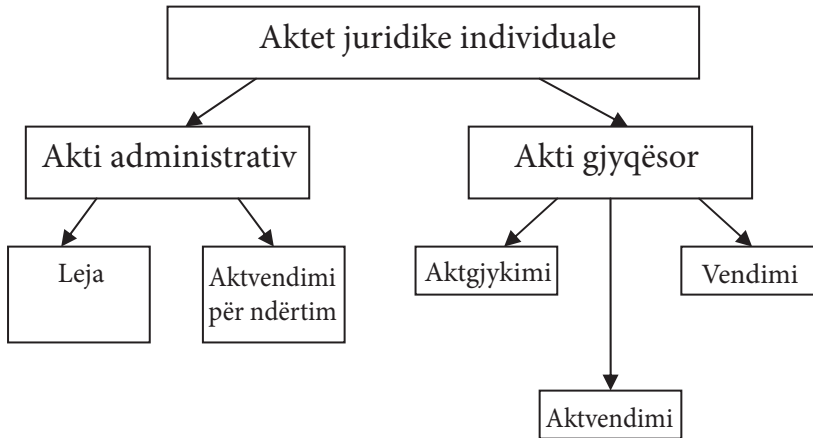 Aktet juridike individuale
Akti administrativ
Akti gjyqësor
Leja
Aktvendimi
për ndërtim
Aktgjykimi
Vendimi
Aktvendimi